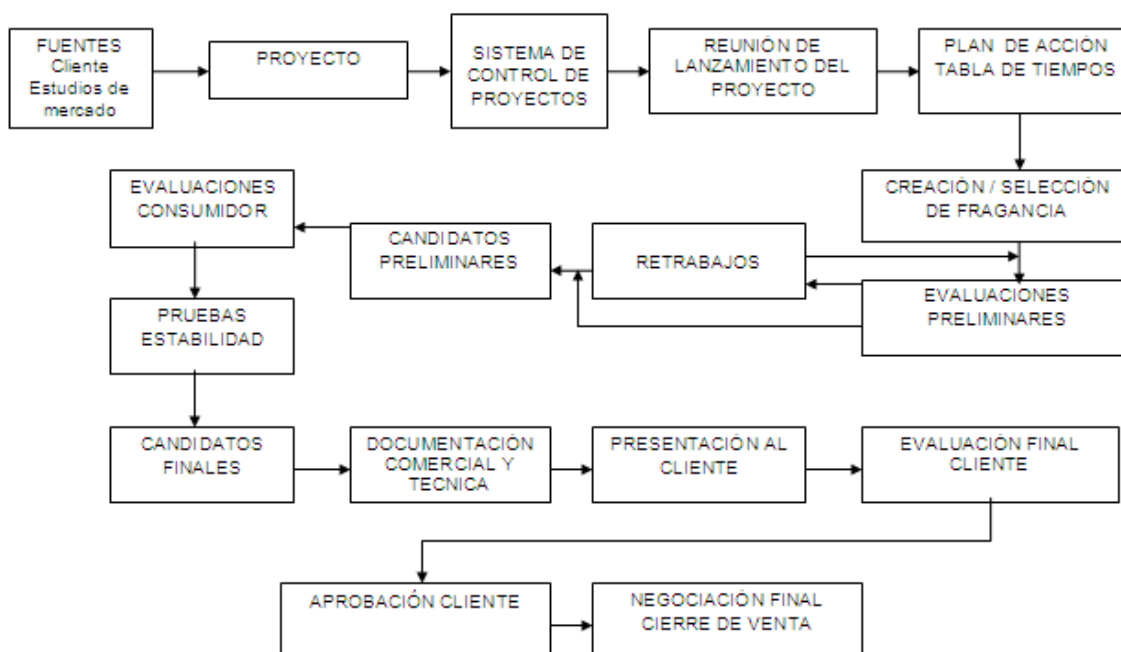 FUENTES
Cliente
Estudios de
mercado
PROYECTO
SISTEMA DE
CONTROL DE
PROYECTOS
REUNIÓN DE
LANZAMIENTO DEL
PROYECTO
PLAN DE ACCIÓN
TABLA DE TIEMPOS
CREACIÓN / SELECCIÓN
DE FRAGANCIA
EVALUACIONES
PRELIMINARES
RETRABAJOS
CANDIDATOS
PRELIMINARES
EVALUACIONES
CONSUMIDOR
PRUEBAS
ESTABILIDAD
CANDIDATOS
FINALES
DOCUMENTACIÓN
COMERCIAL Y
TECNICA
PRESENTACIÓN AL
CLIENTE
EVALUACIÓN FINAL
CLIENTE
APROBACIÓN CLIENTE
NEGOCIACIÓN FINAL
CIERRE DE VENTA